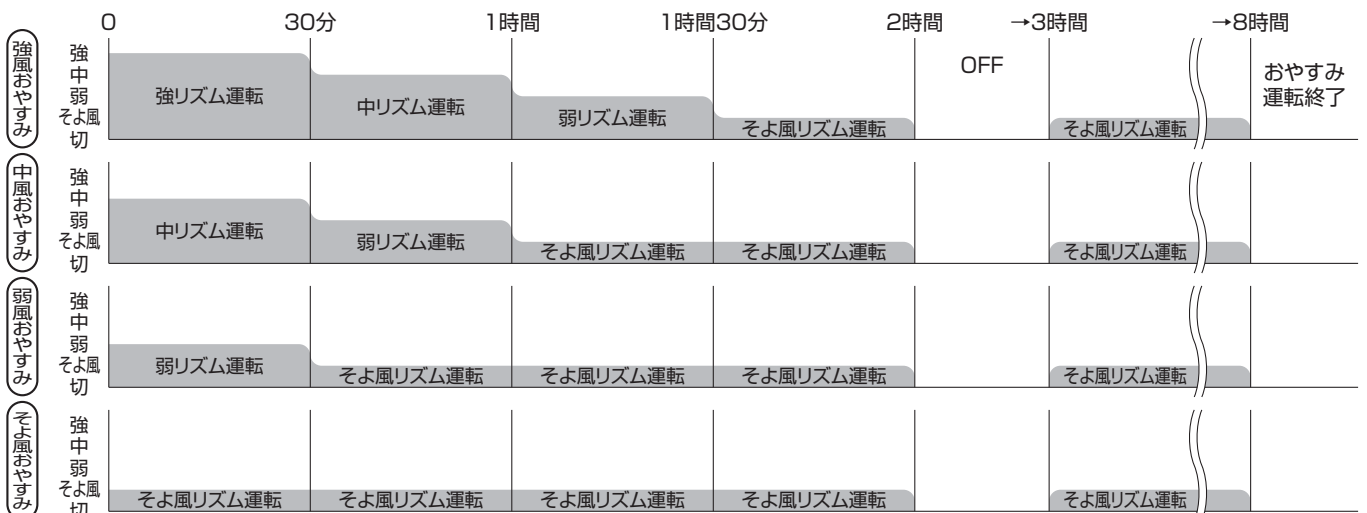 0 30分 1時間 1時間30分 2時間 →3時間 →8時間
強風おやすみ
強
中
弱
そよ風
切
強リズム運転
中リズム運転
弱リズム運転
そよ風リズム運転
OFF
そよ風リズム運転
おやすみ
運転終了
中風おやすみ
強
中
弱
そよ風
切
中リズム運転
弱リズム運転
そよ風リズム運転
そよ風リズム運転
そよ風リズム運転
弱風おやすみ
強
中
弱
そよ風
切
弱リズム運転
そよ風リズム運転
そよ風リズム運転
そよ風リズム運転
そよ風リズム運転
そよ風おやすみ
強
中
弱
そよ風
切
そよ風リズム運転
そよ風リズム運転
そよ風リズム運転
そよ風リズム運転
そよ風リズム運転